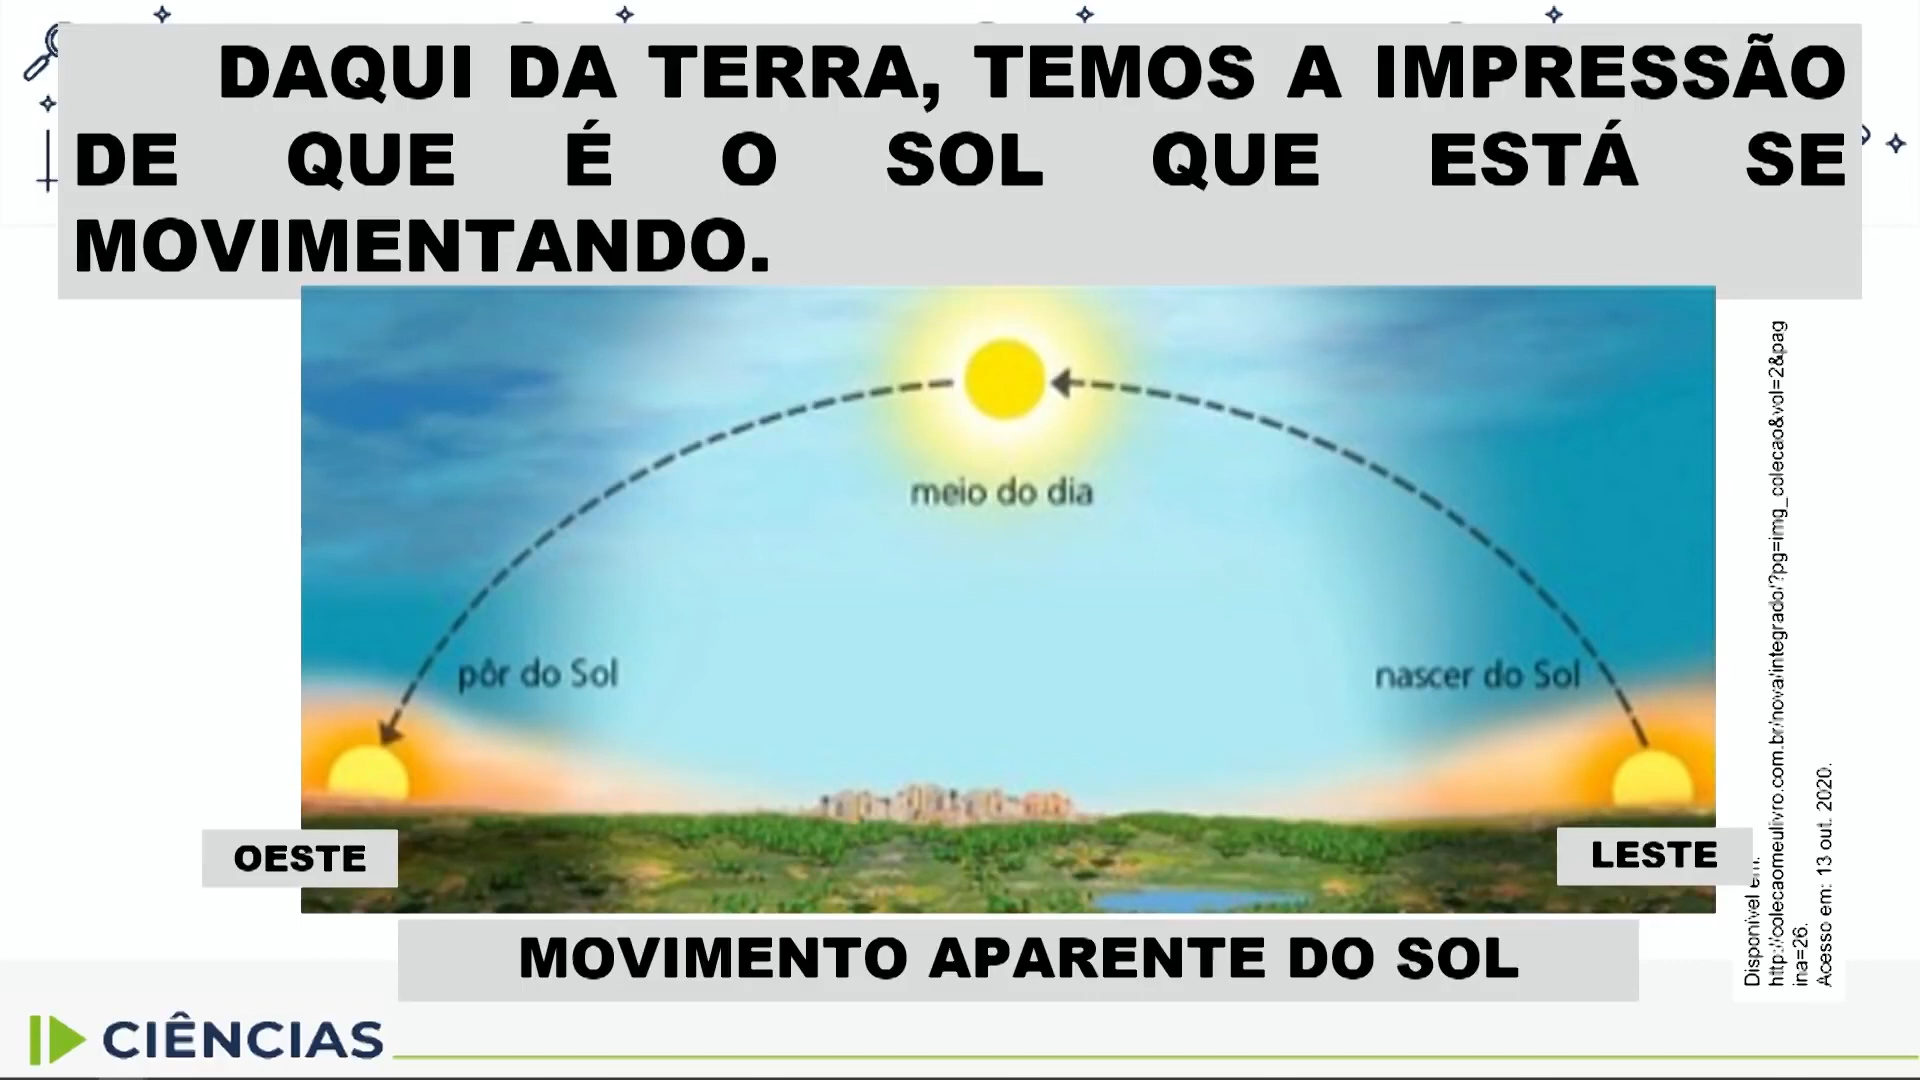 DAQUI DA TERRA, TEMOS A IMPRESSÃO
DE QUE É O SOL QUE ESTÁ SE
MOVIMENTANDO.
meio do dia
pôr do Sol
nascer do Sol
OESTE
LESTE
MOVIMENTO APARENTE DO SOL
Disponível em:
http://colecaomeulivro.com.br/nova/integrado/?pg=img_colecao&vol=2&pag
ina=26.
Acesso em: 13 out. 2020.
CIÊNCIAS